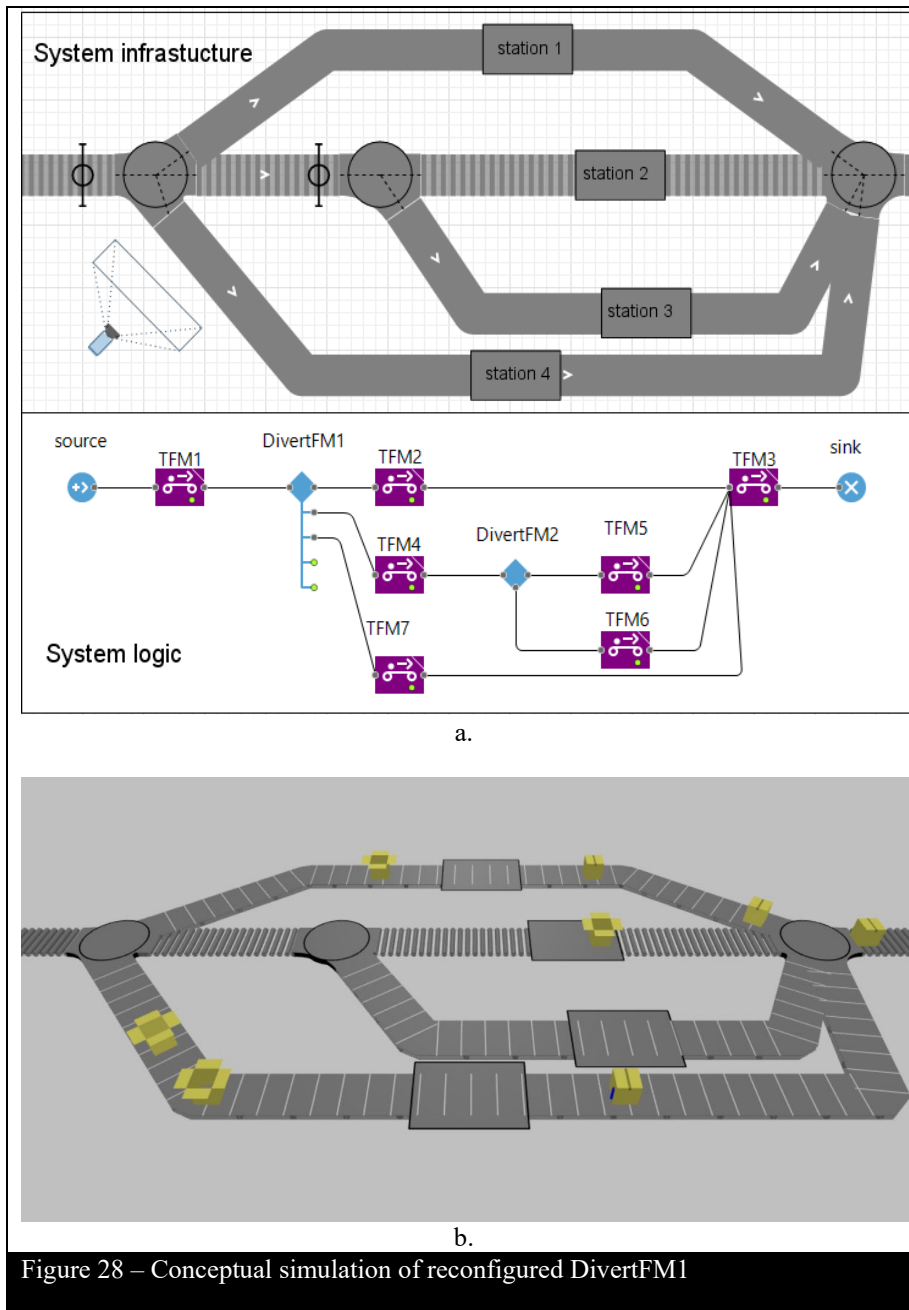 System infrastucture
station 1
station 2
station 3
station 4
source
DivertFM1
sink
TFM1
TFM2
TFM3
TFM4
DivertFM2
TFM5
TFM6
TFM7
System logic
a.
b.
Figure 28 – Conceptual simulation of reconfigured DivertFM1